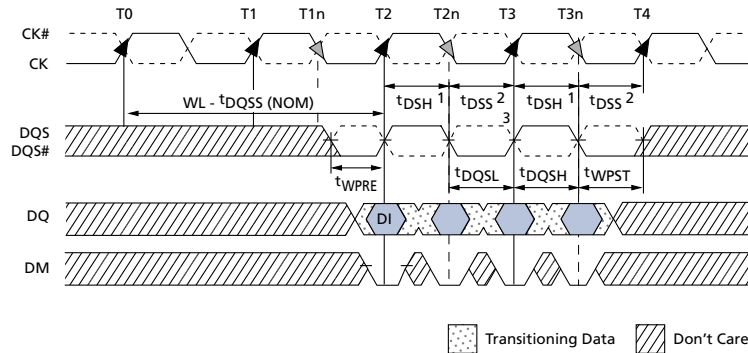 T0 T1 T1n T2 T2n T3 T3n T4
CK#
CK
tDSH 1 tDSS 2 tDSH 1 tDSS 2
WL - tDQSS (NOM)
3
DQS
DQS#
tWPRE tDQSL tDQSH tWPST
DQ DI
DM
Transitioning Data Don't Care